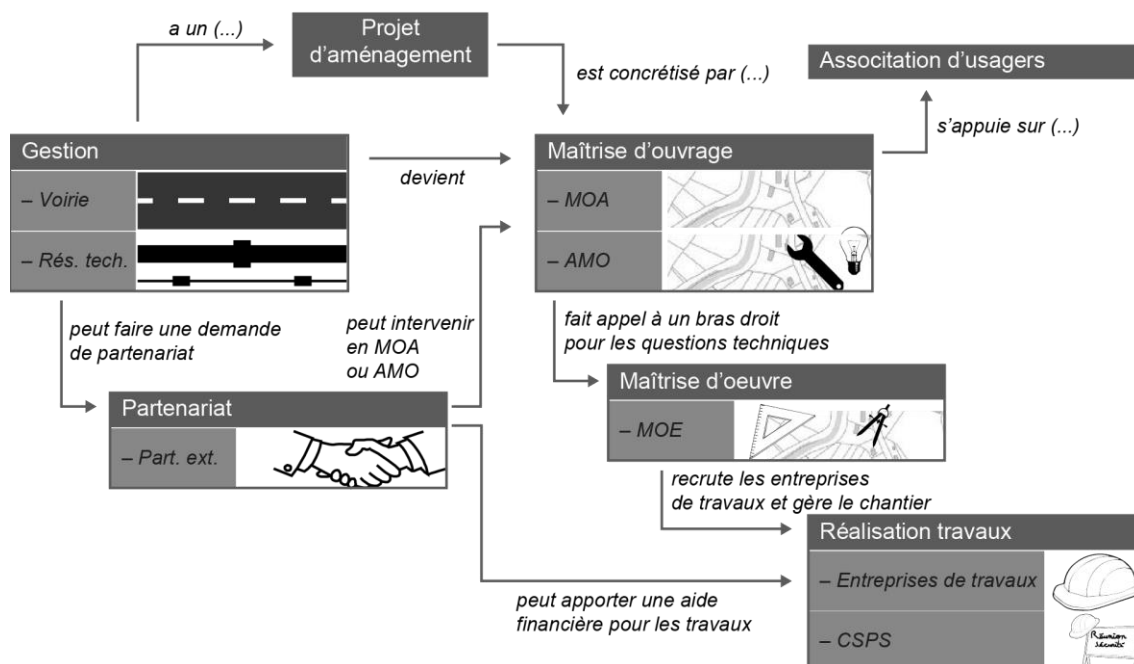 a un (...)
Projet
d'aménagement
est concrétisé par (...)
Associtation d'usagers
s'appuie sur (...)
Gestion
– Voirie
– Rés. tech.
devient
Maîtrise d'ouvrage
– MOA
– AMO
peut faire une demande
de partenariat
peut intervenir
en MOA
ou AMO
fait appel à un bras droit
pour les questions techniques
Partenariat
– Part. ext.
Maîtrise d'oeuvre
– MOE
recrute les entreprises
de travaux et gère le chantier
Réalisation travaux
– Entreprises de travaux
– CSPS
Réunion
sécurité
peut apporter une aide
financière pour les travaux